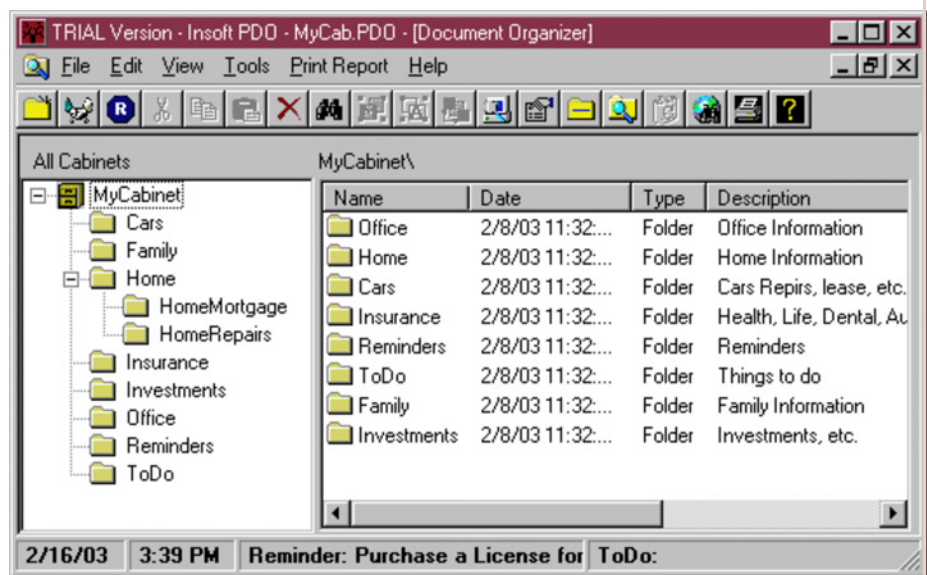 TRIAL Version - Insoft PDO - MyCab.PDO - [Document Organizer]
File Edit View Tools Print Report Help
R ?
All Cabinets MyCabinet\
MyCabinet
Cars
Family
Home
HomeMortgage
HomeRepairs
Insurance
Investments
Office
Reminders
ToDo
Name Date Type Description
Office 2/8/03 11:32:... Folder Office Information
Home 2/8/03 11:32:... Folder Home Information
Cars 2/8/03 11:32:... Folder Cars Repirs, lease, etc.
Insurance 2/8/03 11:32:... Folder Health, Life, Dental, Au
Reminders 2/8/03 11:32:... Folder Reminders
ToDo 2/8/03 11:32:... Folder Things to do
Family 2/8/03 11:32:... Folder Family Information
Investments 2/8/03 11:32:... Folder Investments, etc.
2/16/03 3:39 PM Reminder: Purchase a License for ToDo: